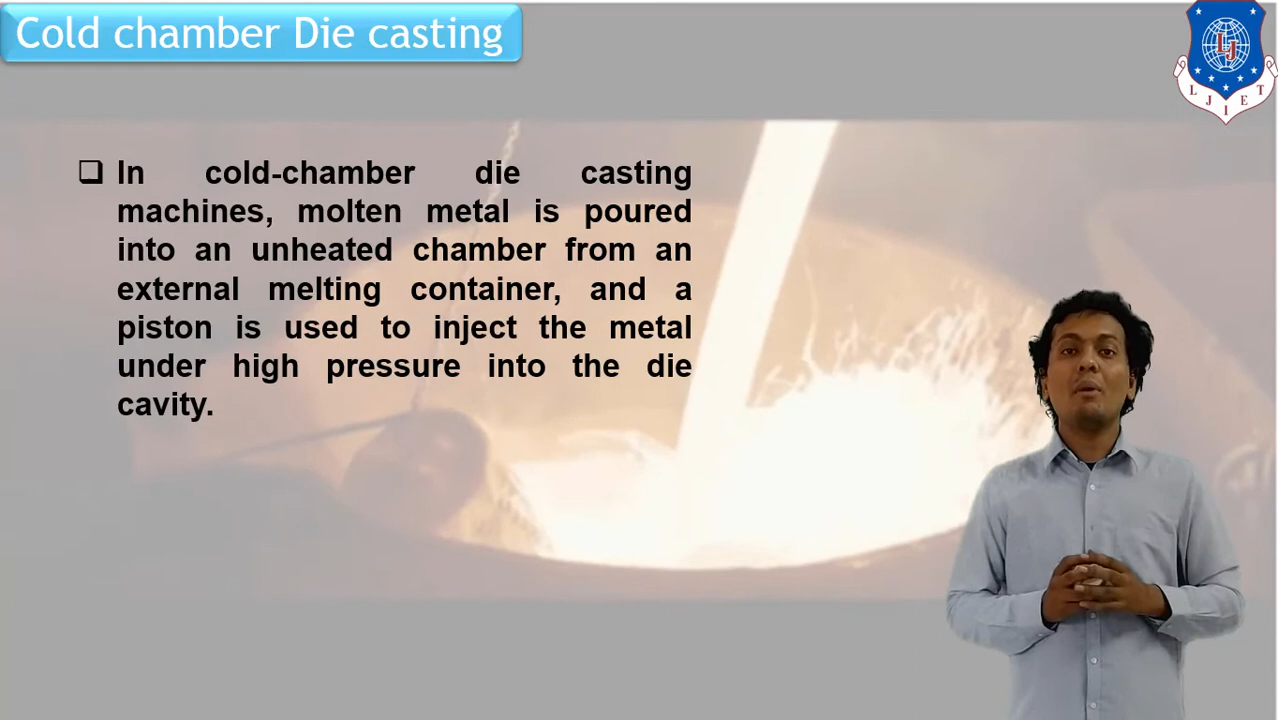 Cold chamber Die casting
LJ
L J I E T
❑ In cold-chamber die casting
machines, molten metal is poured
into an unheated chamber from an
external melting container, and a
piston is used to inject the metal
under high pressure into the die
cavity.